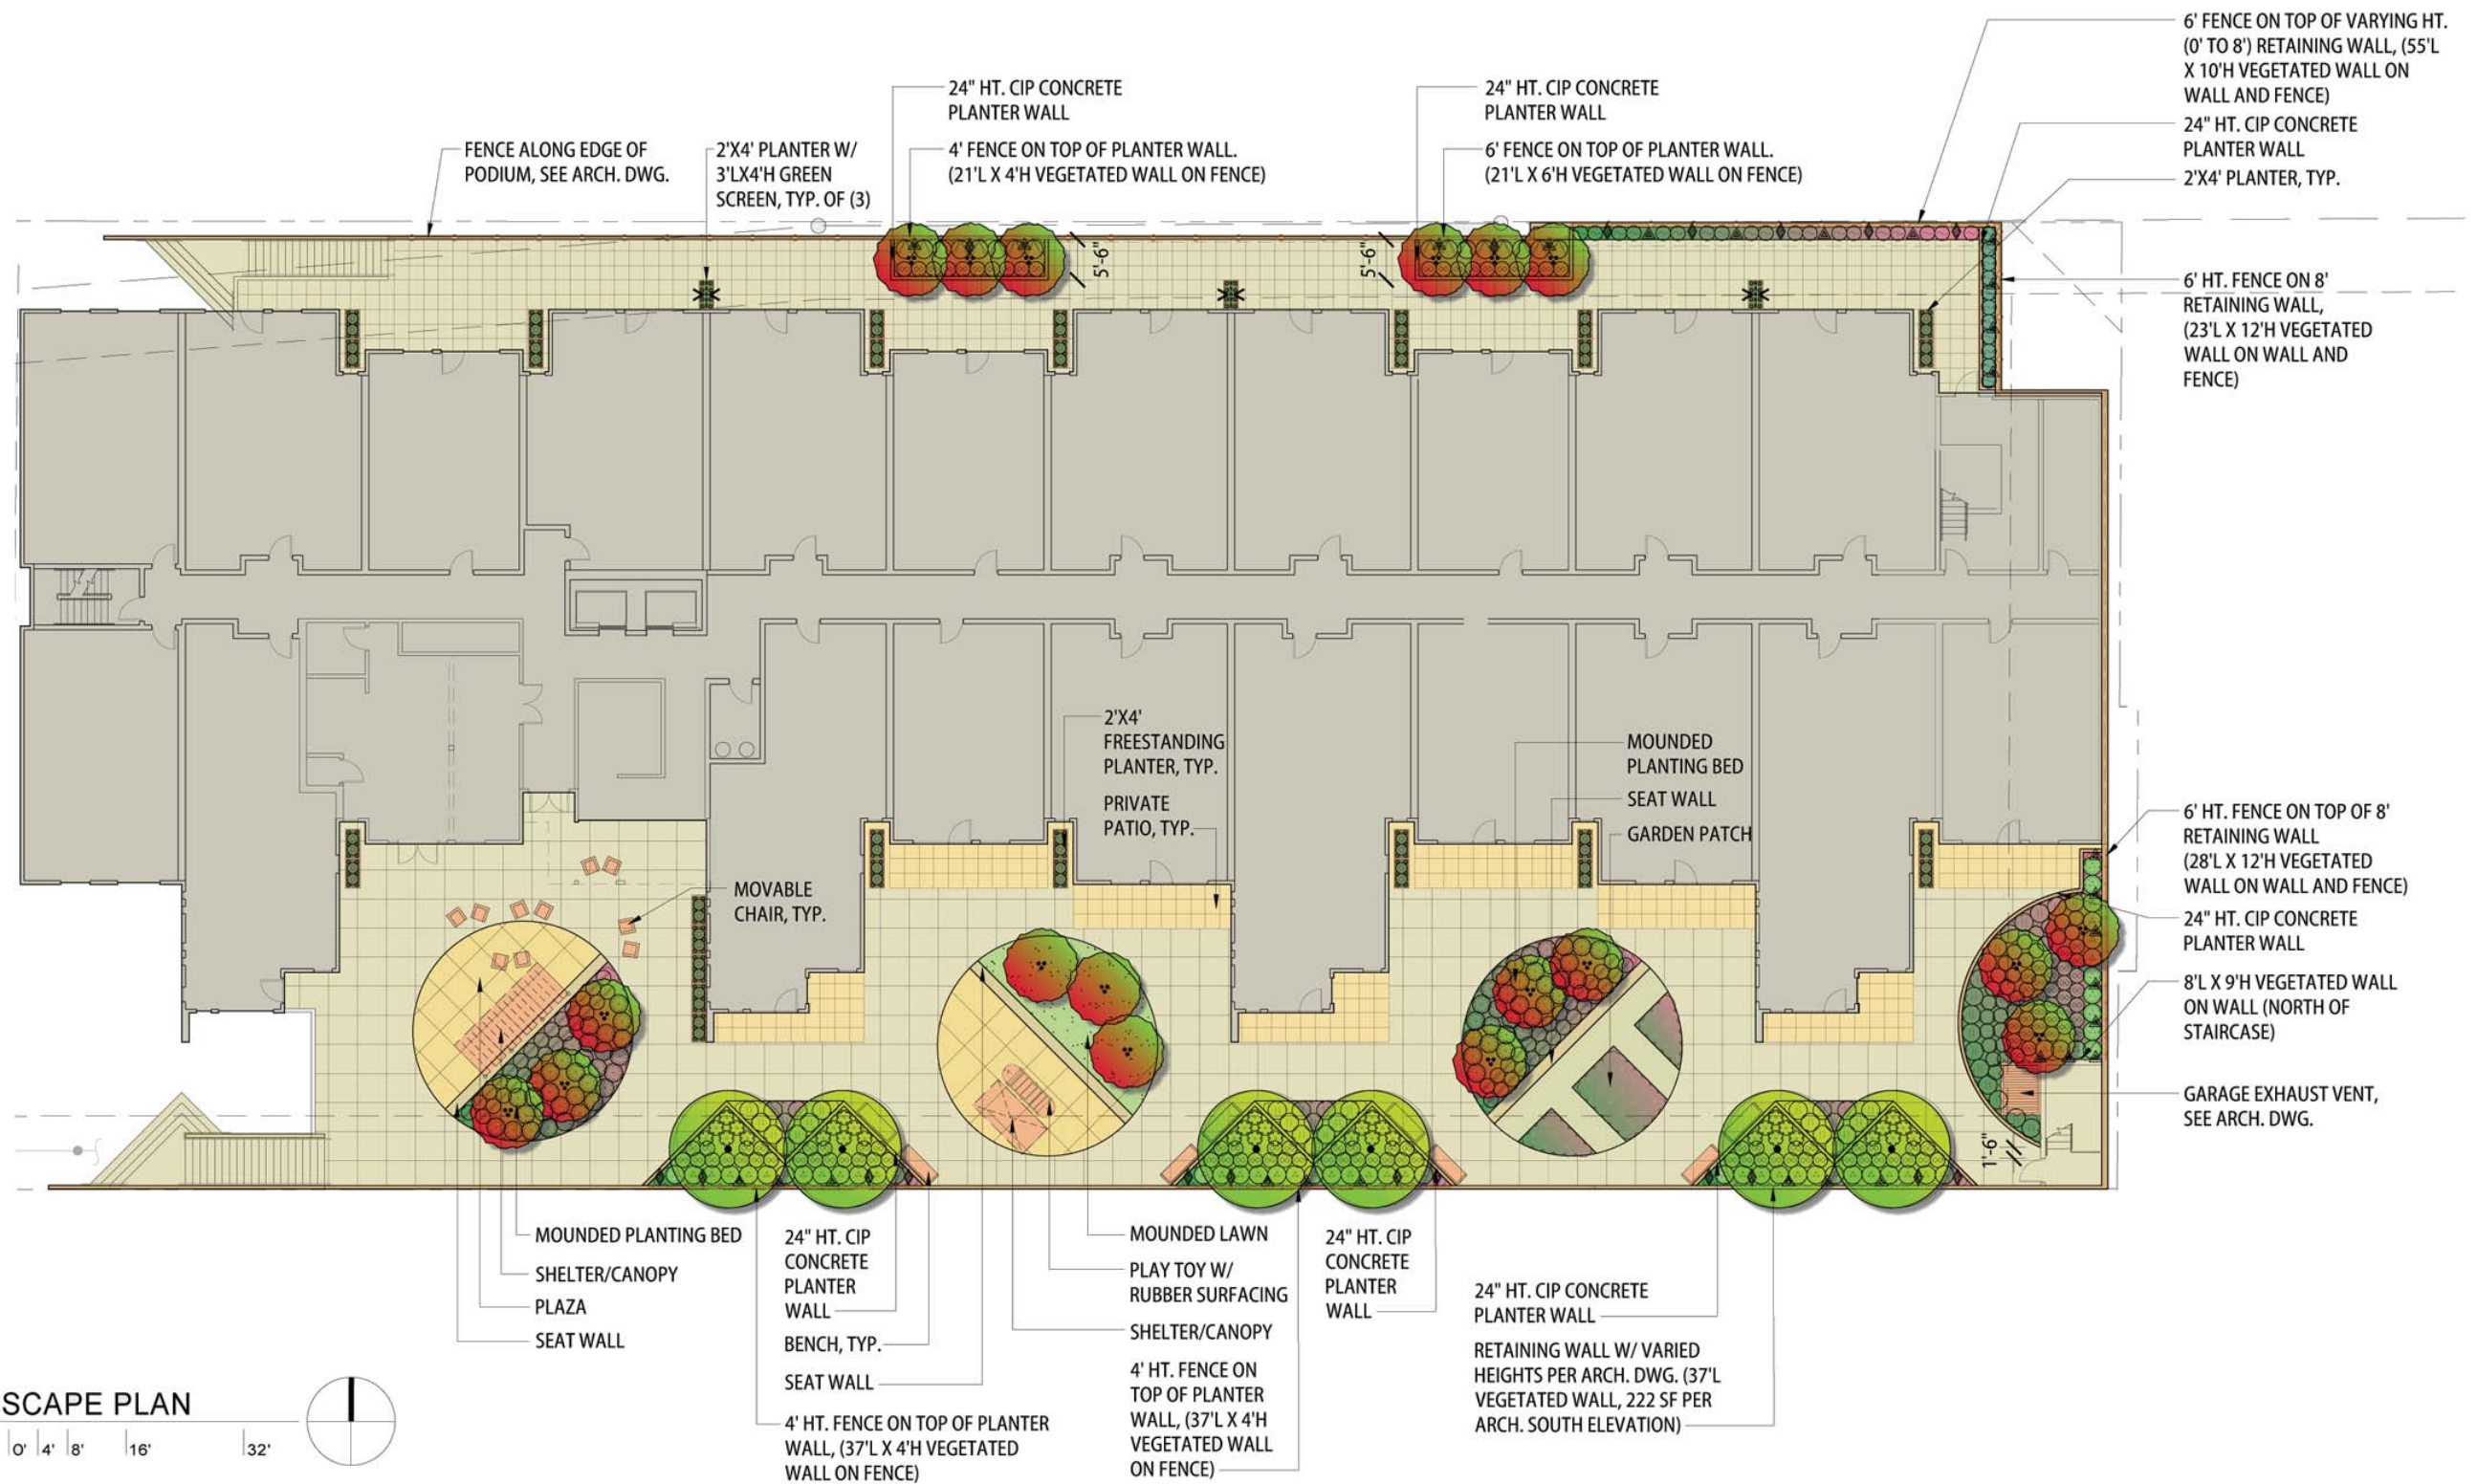 6' FENCE ON TOP OF VARYING HT.
(0' TO 8') RETAINING WALL, (55'L
X 10'H VEGETATED WALL ON
WALL AND FENCE)
24" HT. CIP CONCRETE
PLANTER WALL
2'X4' PLANTER, TYP.
24" HT. CIP CONCRETE
PLANTER WALL
4' FENCE ON TOP OF PLANTER WALL.
(21'L X 4'H VEGETATED WALL ON FENCE)
24" HT. CIP CONCRETE
PLANTER WALL
6' FENCE ON TOP OF PLANTER WALL.
(21'L X 6'H VEGETATED WALL ON FENCE)
FENCE ALONG EDGE OF
PODIUM, SEE ARCH. DWG.
2'X4' PLANTER W/
3'LX4'H GREEN
SCREEN, TYP. OF (3)
5'-6"
5'-6"
6' HT. FENCE ON 8'
RETAINING WALL,
(23'L X 12'H VEGETATED
WALL ON WALL AND
FENCE)
2'X4'
FREESTANDING
PLANTER, TYP.
PRIVATE
PATIO, TYP.
MOUNDED
PLANTING BED
SEAT WALL
GARDEN PATCH
MOVABLE
CHAIR, TYP.
6' HT. FENCE ON TOP OF 8'
RETAINING WALL
(28'L X 12'H VEGETATED
WALL ON WALL AND FENCE)
24" HT. CIP CONCRETE
PLANTER WALL
8'L X 9'H VEGETATED WALL
ON WALL (NORTH OF
STAIRCASE)
GARAGE EXHAUST VENT,
SEE ARCH. DWG.
1'-6"
MOUNDED PLANTING BED
SHELTER/CANOPY
PLAZA
SEAT WALL
24" HT. CIP
CONCRETE
PLANTER
WALL
BENCH, TYP.
SEAT WALL
4' HT. FENCE ON TOP OF PLANTER
WALL, (37'L X 4'H VEGETATED
WALL ON FENCE)
MOUNDED LAWN
PLAY TOY W/
RUBBER SURFACING
SHELTER/CANOPY
4' HT. FENCE ON
TOP OF PLANTER
WALL, (37'L X 4'H
VEGETATED WALL
ON FENCE)
24" HT. CIP
CONCRETE
PLANTER
WALL
24" HT. CIP CONCRETE
PLANTER WALL
RETAINING WALL W/ VARIED
HEIGHTS PER ARCH. DWG. (37'L
VEGETATED WALL, 222 SF PER
ARCH. SOUTH ELEVATION)
SCAPE PLAN
0' 4' 8' 16' 32'